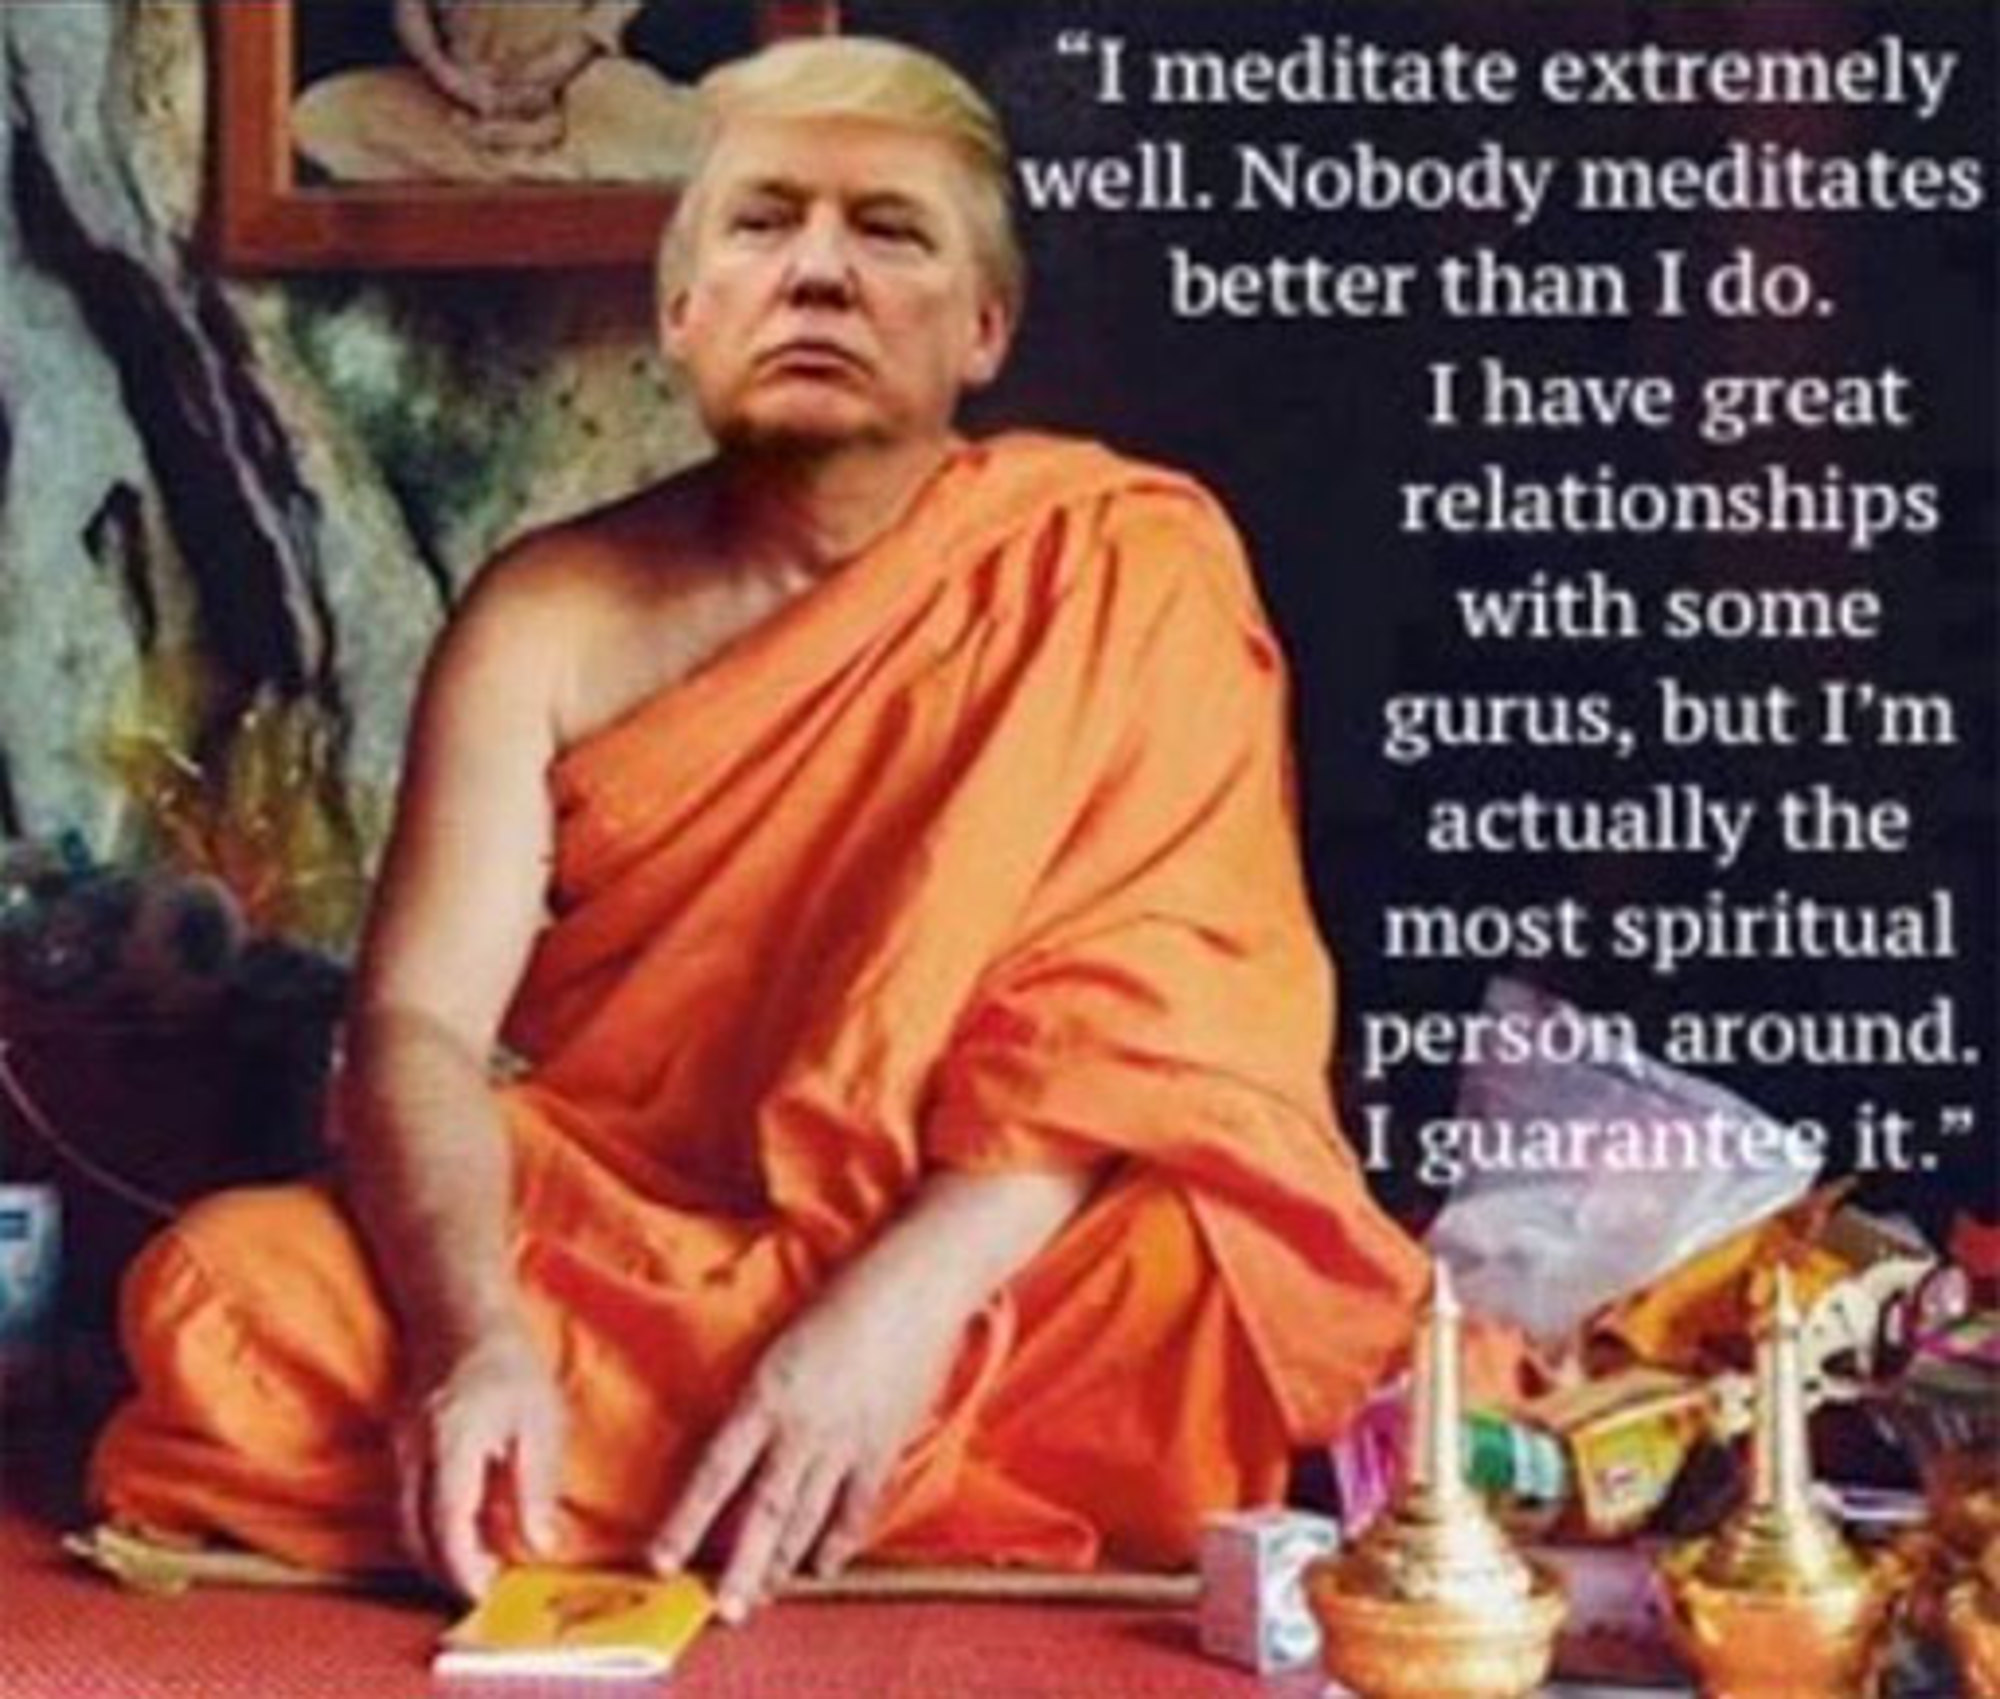 “I meditate extremely
well. Nobody meditates
better than I do.
I have great
relationships
with some
gurus, but I’m
actually the
most spiritual
person around.
I guarantee it.”